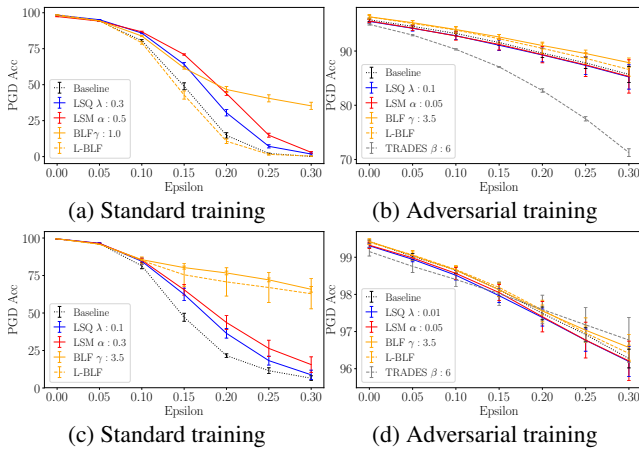 100
75
50
25
0
PGD Acc
Baseline
LSQ λ : 0.3
LSM α : 0.5
BLFγ : 1.0
L-BLF
0.00 0.05 0.10 0.15 0.20 0.25 0.30
Epsilon
(a) Standard training
90
80
70
PGD Acc
Baseline
LSQ λ : 0.1
LSM α : 0.05
BLF γ : 3.5
L-BLF
TRADES β : 6
0.00 0.05 0.10 0.15 0.20 0.25 0.30
Epsilon
(b) Adversarial training
100
75
50
25
0
PGD Acc
Baseline
LSQ λ : 0.1
LSM α : 0.3
BLF γ : 3.5
L-BLF
0.00 0.05 0.10 0.15 0.20 0.25 0.30
Epsilon
(c) Standard training
99
98
97
96
PGD Acc
Baseline
LSQ λ : 0.01
LSM α : 0.05
BLF γ : 3.5
L-BLF
TRADES β : 6
0.00 0.05 0.10 0.15 0.20 0.25 0.30
Epsilon
(d) Adversarial training